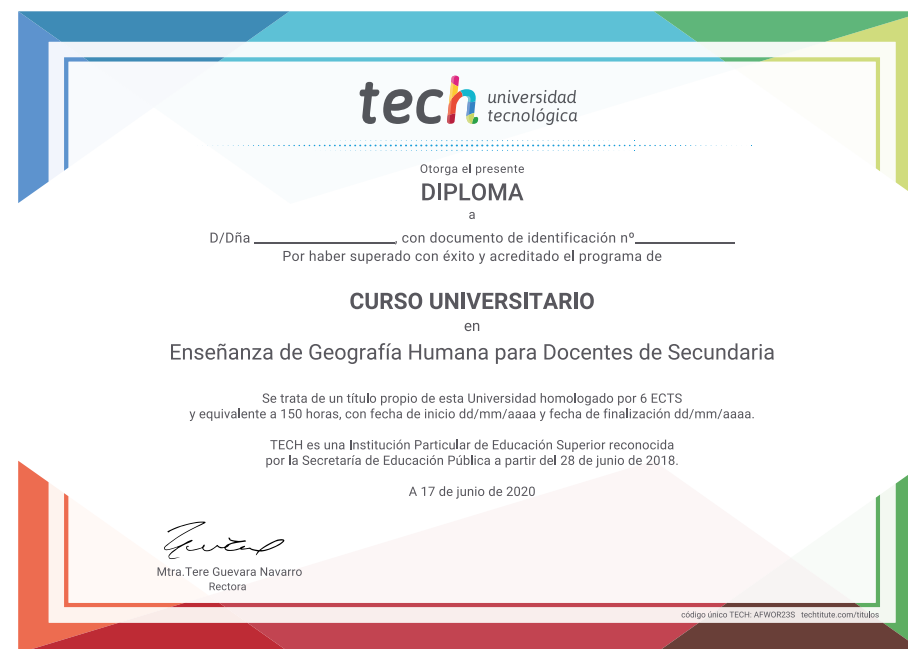 tech universidad
tecnológica
Otorga el presente
DIPLOMA
a
D/Dña ____________________, con documento de identificación nº______________
Por haber superado con éxito y acreditado el programa de
CURSO UNIVERSITARIO
en
Enseñanza de Geografía Humana para Docentes de Secundaria
Se trata de un título propio de esta Universidad homologado por 6 ECTS
y equivalente a 150 horas, con fecha de inicio dd/mm/aaaa y fecha de finalización dd/mm/aaaa.
TECH es una Institución Particular de Educación Superior reconocida
por la Secretaría de Educación Pública a partir del 28 de junio de 2018.
A 17 de junio de 2020
Mtra.Tere Guevara Navarro
Rectora
código único TECH: AFWOR23S techtitute.com/titulos